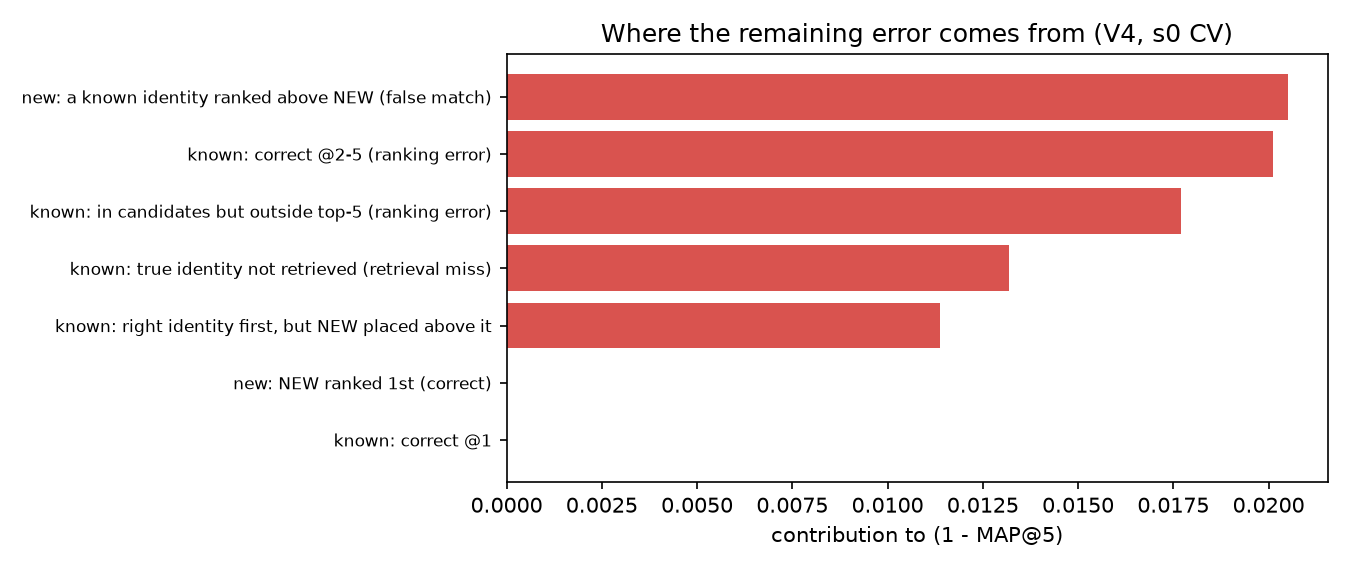 Where the remaining error comes from (V4, s0 CV)
new: a known identity ranked above NEW (false match)
known: correct @2-5 (ranking error)
known: in candidates but outside top-5 (ranking error)
known: true identity not retrieved (retrieval miss)
known: right identity first, but NEW placed above it
new: NEW ranked 1st (correct)
known: correct @1
0.0000 0.0025 0.0050 0.0075 0.0100 0.0125 0.0150 0.0175 0.0200
contribution to (1 - MAP@5)